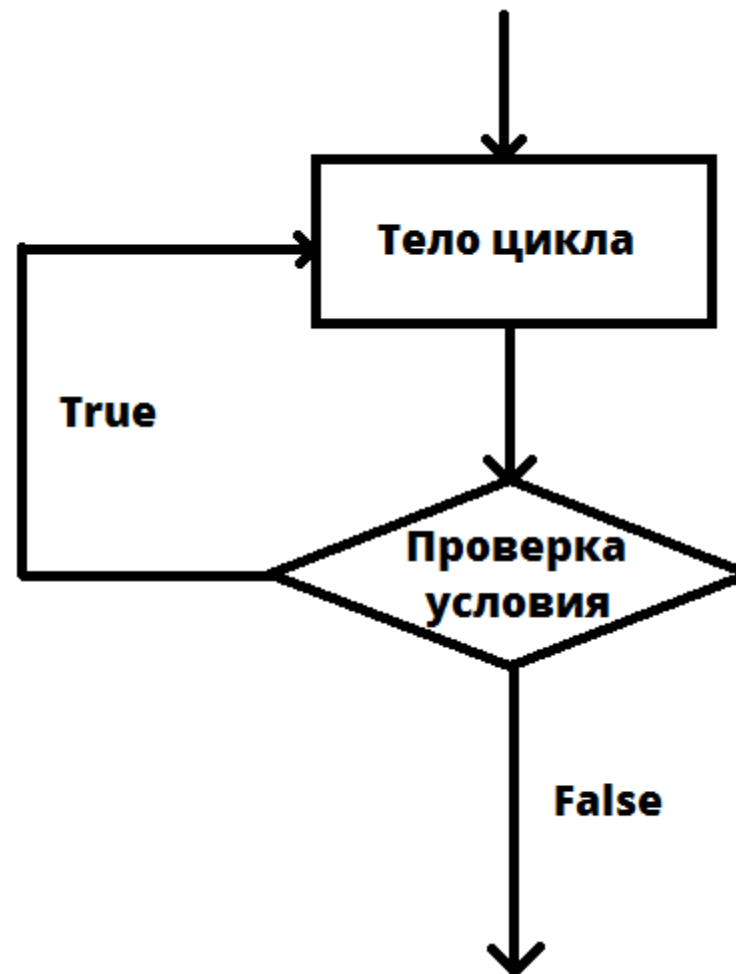 Тело цикла
True
Проверка
условия
False